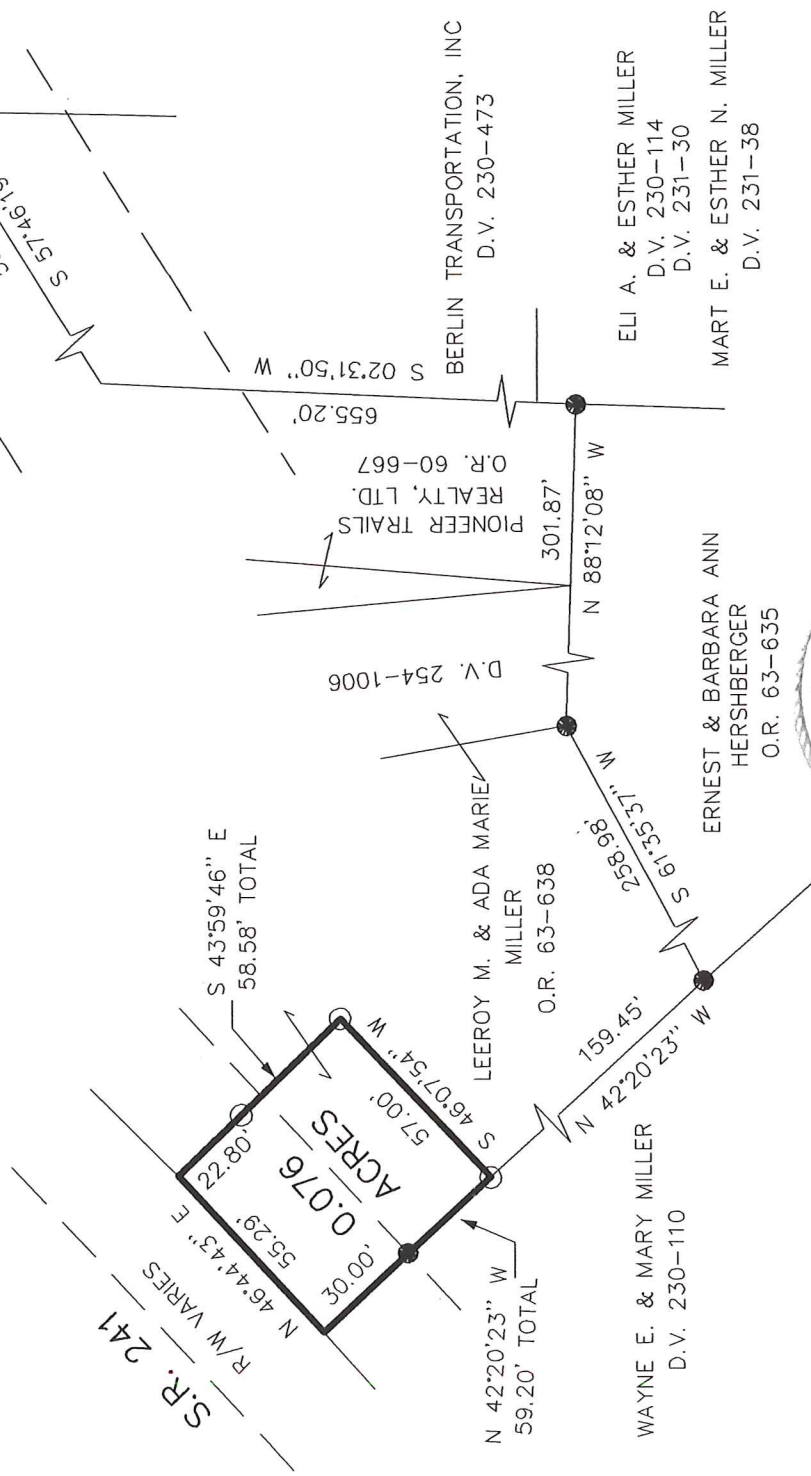 S 57°46'19
S.R. 241
R/W VARIES
N 46°44'43" E
55.29'
22.80'
30.00'
0.076
ACRES
S 43°59'46" E
58.58' TOTAL
S 46°07'54" W
57.00'
N 42°20'23" W
59.20' TOTAL
WAYNE E. & MARY MILLER
D.V. 230-110
159.45'
N 42°20'23" W
LEEROY M. & ADA MARIE
MILLER
O.R. 63-638
258.98'
S 61°35'37" W
D.V. 254-1006
PIONEER TRAILS
REALTY, LTD.
O.R. 60-667
301.87'
N 88°12'08" W
ERNEST & BARBARA ANN
HERSHBERGER
O.R. 63-635
S 02°31'50" W
655.20'
BERLIN TRANSPORTATION, INC
D.V. 230-473
ELI A. & ESTHER MILLER
D.V. 230-114
D.V. 231-30
MART E. & ESTHER N. MILLER
D.V. 231-38